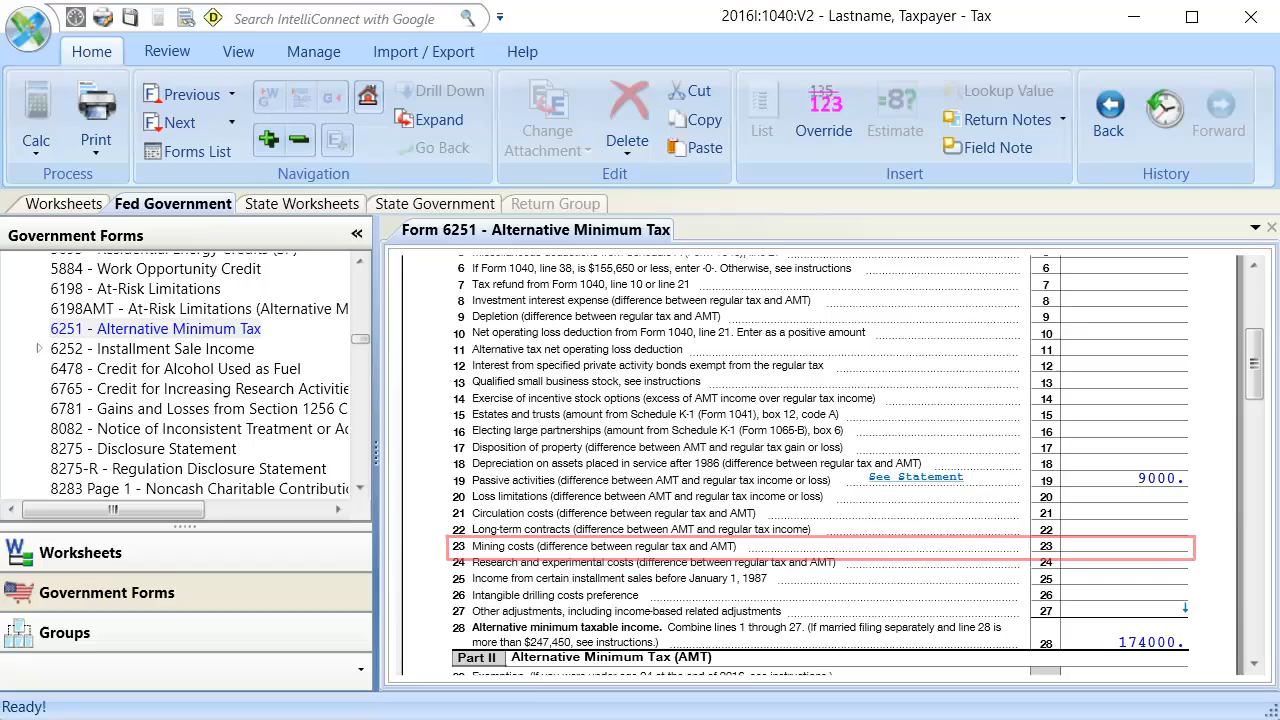 Search IntelliConnect with Google
2016I:1040:V2 - Lastname, Taxpayer - Tax
Home
Review
View
Manage
Import / Export
Help
Calc
Print
Process
Previous
Next
Forms List
Drill Down
Expand
Go Back
Navigation
Change
Attachment
Delete
Cut
Copy
Paste
Edit
List
135
123
Override
=8?
Estimate
Lookup Value
Return Notes
Field Note
Insert
Back
Forward
History
Worksheets
Fed Government
State Worksheets
State Government
Return Group
Government Forms
5884 - Work Opportunity Credit
6198 - At-Risk Limitations
6198AMT - At-Risk Limitations (Alternative M
6251 - Alternative Minimum Tax
6252 - Installment Sale Income
6478 - Credit for Alcohol Used as Fuel
6765 - Credit for Increasing Research Activitie
6781 - Gains and Losses from Section 1256 C
8082 - Notice of Inconsistent Treatment or Ac
8275 - Disclosure Statement
8275-R - Regulation Disclosure Statement
8283 Page 1 - Noncash Charitable Contributi
Worksheets
Government Forms
Groups
Form 6251 - Alternative Minimum Tax
6 If Form 1040, line 38, is $155,650 or less, enter -0-. Otherwise, see instructions 6
7 Tax refund from Form 1040, line 10 or line 21 7
8 Investment interest expense (difference between regular tax and AMT) 8
9 Depletion (difference between regular tax and AMT) 9
10 Net operating loss deduction from Form 1040, line 21. Enter as a positive amount 10
11 Alternative tax net operating loss deduction 11
12 Interest from specified private activity bonds exempt from the regular tax 12
13 Qualified small business stock, see instructions 13
14 Exercise of incentive stock options (excess of AMT income over regular tax income) 14
15 Estates and trusts (amount from Schedule K-1 (Form 1041), box 12, code A) 15
16 Electing large partnerships (amount from Schedule K-1 (Form 1065-B), box 6) 16
17 Disposition of property (difference between AMT and regular tax gain or loss) 17
18 Depreciation on assets placed in service after 1986 (difference between regular tax and AMT) 18
19 Passive activities (difference between AMT and regular tax income or loss) See Statement 19 9000.
20 Loss limitations (difference between AMT and regular tax income or loss) 20
21 Circulation costs (difference between regular tax and AMT) 21
22 Long-term contracts (difference between AMT and regular tax income) 22
23 Mining costs (difference between regular tax and AMT) 23
24 Research and experimental costs (difference between regular tax and AMT) 24
25 Income from certain installment sales before January 1, 1987 25
26 Intangible drilling costs preference 26
27 Other adjustments, including income-based related adjustments 27
28 Alternative minimum taxable income. Combine lines 1 through 27. (If married filing separately and line 28 is
more than $247,450, see instructions.) 28 174000.
Part II Alternative Minimum Tax (AMT)
Ready!